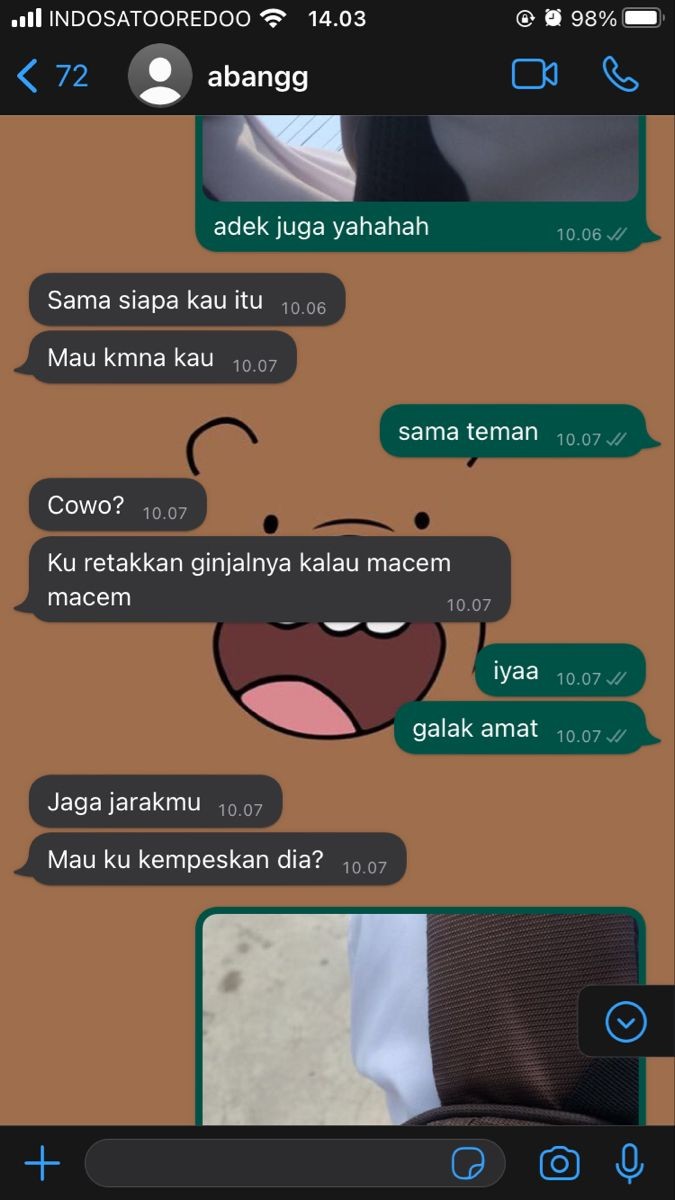 INDOSATOOREDOO 14.03 98%
72 abangg
adek juga yahahah 10.06
Sama siapa kau itu 10.06
Mau kmna kau 10.07
sama teman 10.07
Cowo? 10.07
Ku retakkan ginjalnya kalau macem
macem 10.07
iyaa 10.07
galak amat 10.07
Jaga jarakmu 10.07
Mau ku kempeskan dia? 10.07